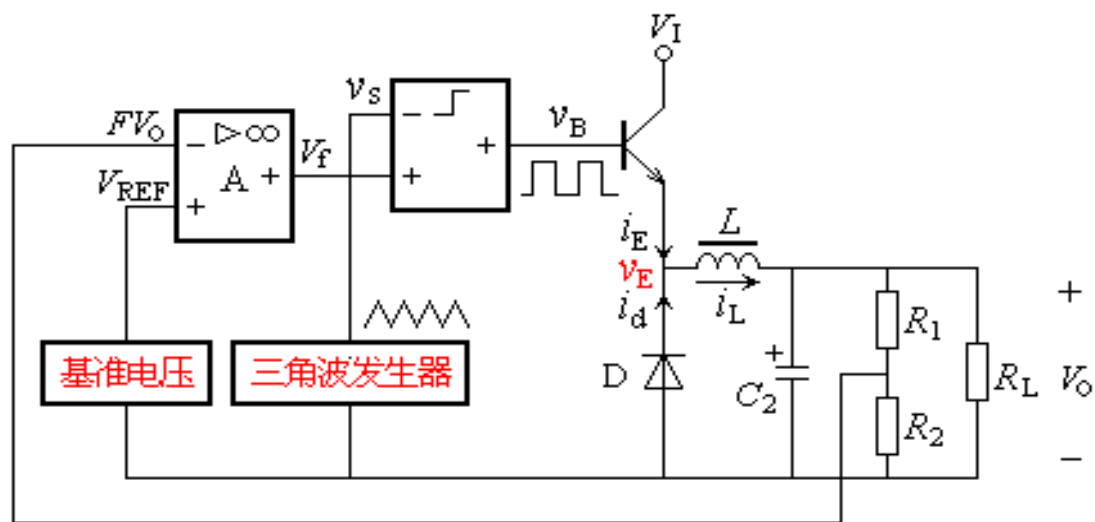 V_I
v_S
FV_O
- ▷∞
V_f
-
+
v_B
V_REF
A +
+
+
i_E
L
v_E
i_L
i_d
+
R_1
基准电压
三角波发生器
D
+
C_2
R_L
V_O
R_2
-